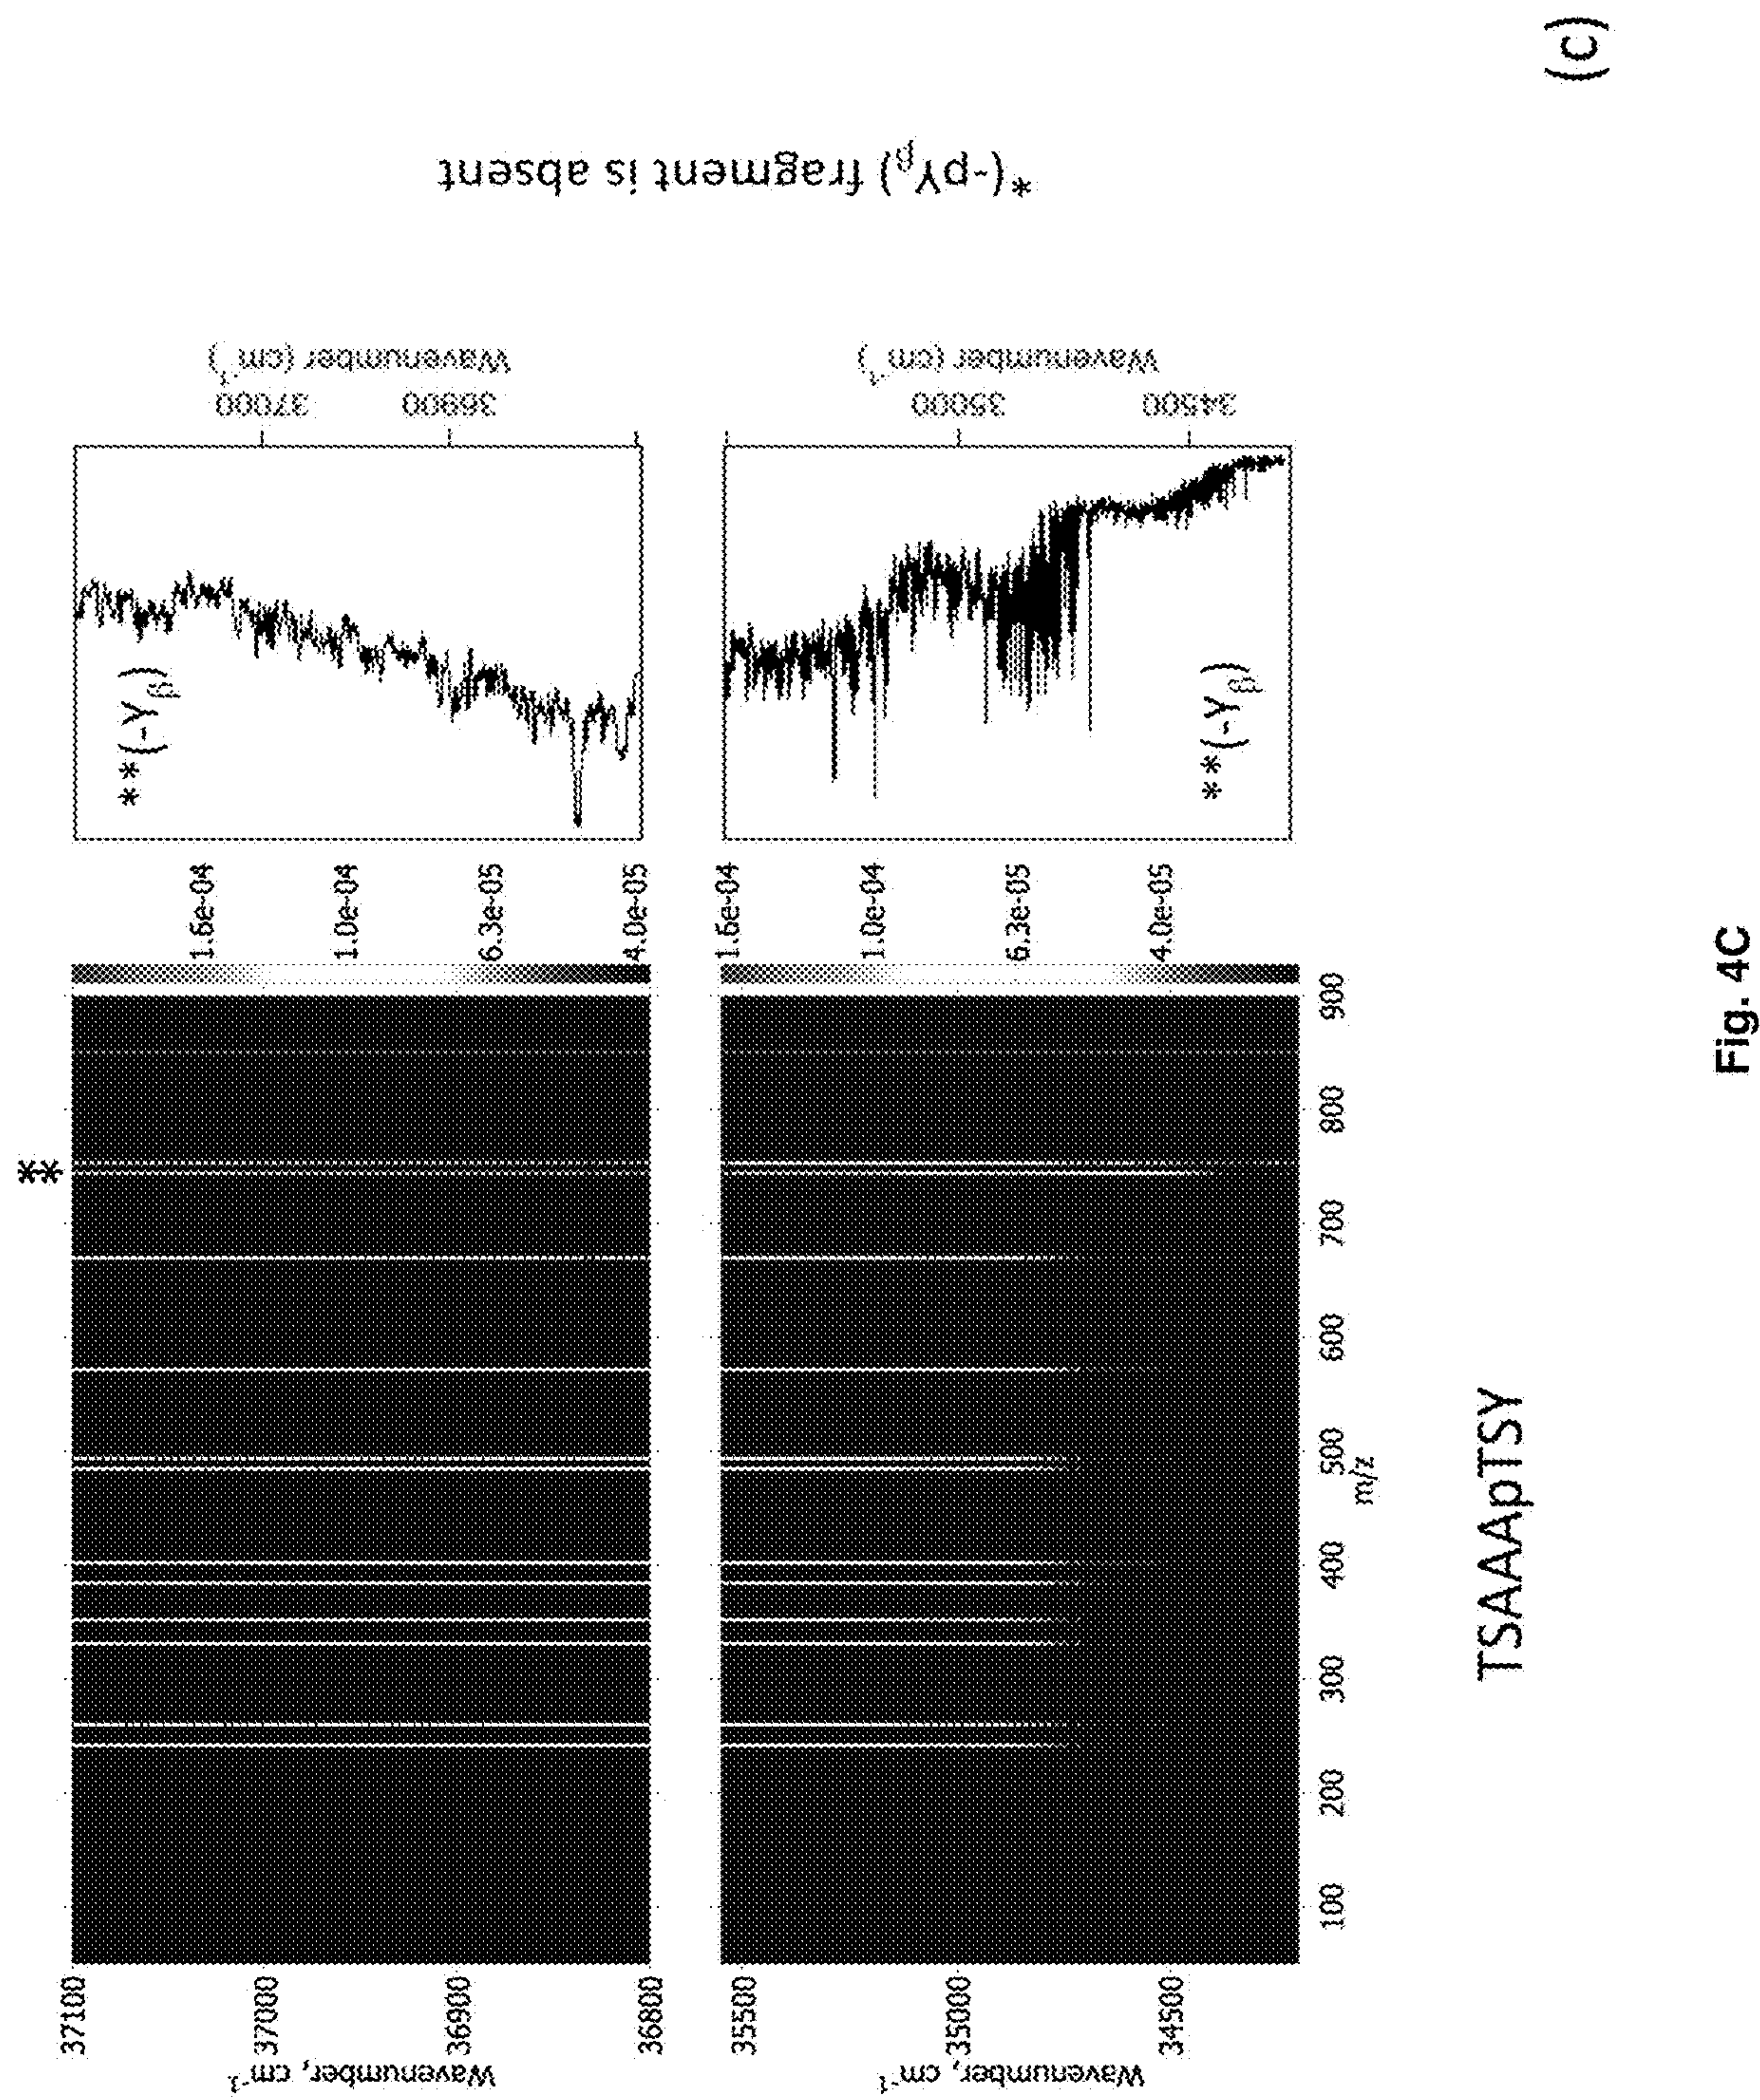 **
37100
37000
36900
36800
Wavenumber, cm⁻¹
1.6e-04
1.0e-04
6.3e-05
4.0e-05
**(-Yβ)
37000
36900
Wavenumber (cm⁻¹)
35500
35000
34500
Wavenumber, cm⁻¹
100
200
300
400
500
600
700
800
900
m/z
1.6e-04
1.0e-04
6.3e-05
4.0e-05
**(-Yβ)
35000
34500
Wavenumber (cm⁻¹)
*(-pYβ) fragment is absent
TSAAApTSY
(c)
Fig. 4C